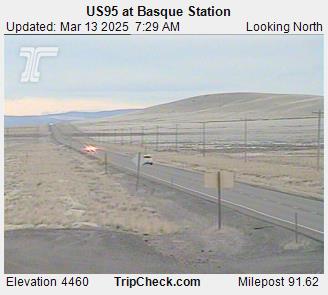 US95 at Basque Station
Updated: Mar 13 2025 7:29 AM Looking North
Elevation 4460 TripCheck.com Milepost 91.62